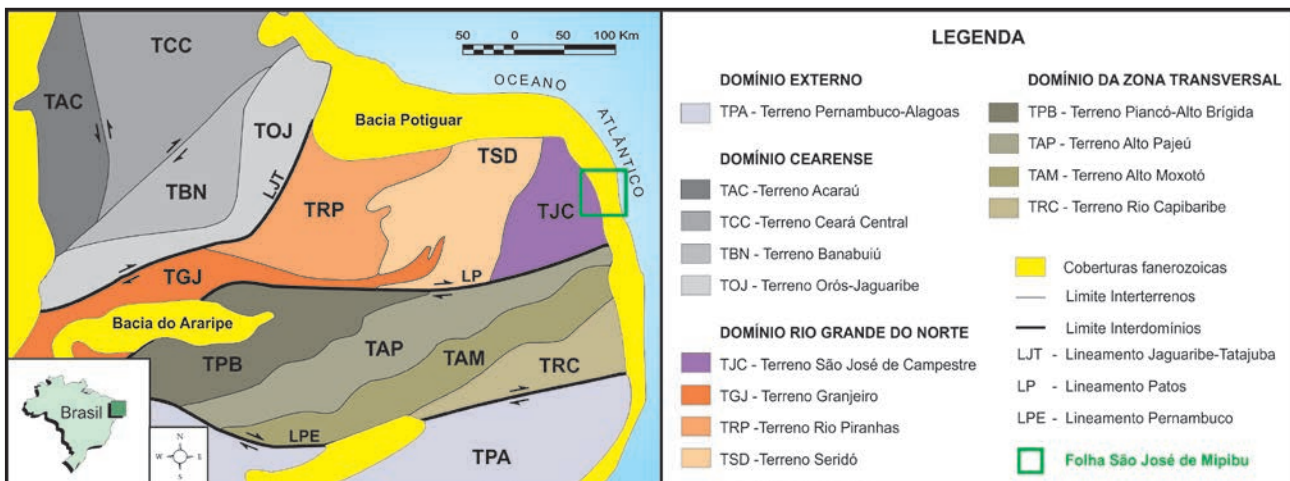 TCC
50 0 50 100 Km
OCEANO
ATLÂNTICO
TAC
TOJ
Bacia Potiguar
TSD
TBN
LJT
TRP
TJC
TGJ
LP
Bacia do Araripe
TPB
TAP
TAM
TRC
LPE
TPA
Brasil
N
W E
S
LEGENDA
DOMÍNIO EXTERNO
TPA - Terreno Pernambuco-Alagoas
DOMÍNIO CEARENSE
TAC -Terreno Acaraú
TCC - Terreno Ceará Central
TBN - Terreno Banabuiú
TOJ - Terreno Orós-Jaguaribe
DOMÍNIO RIO GRANDE DO NORTE
TJC - Terreno São José de Campestre
TGJ - Terreno Granjeiro
TRP -Terreno Rio Piranhas
TSD -Terreno Seridó
DOMÍNIO DA ZONA TRANSVERSAL
TPB - Terreno Piancó-Alto Brígida
TAP - Terreno Alto Pajeú
TAM - Terreno Alto Moxotó
TRC - Terreno Rio Capibaribe
Coberturas fanerozoicas
Limite Interterrenos
Limite Interdomínios
LJT - Lineamento Jaguaribe-Tatajuba
LP - Lineamento Patos
LPE - Lineamento Pernambuco
Folha São José de Mipibu